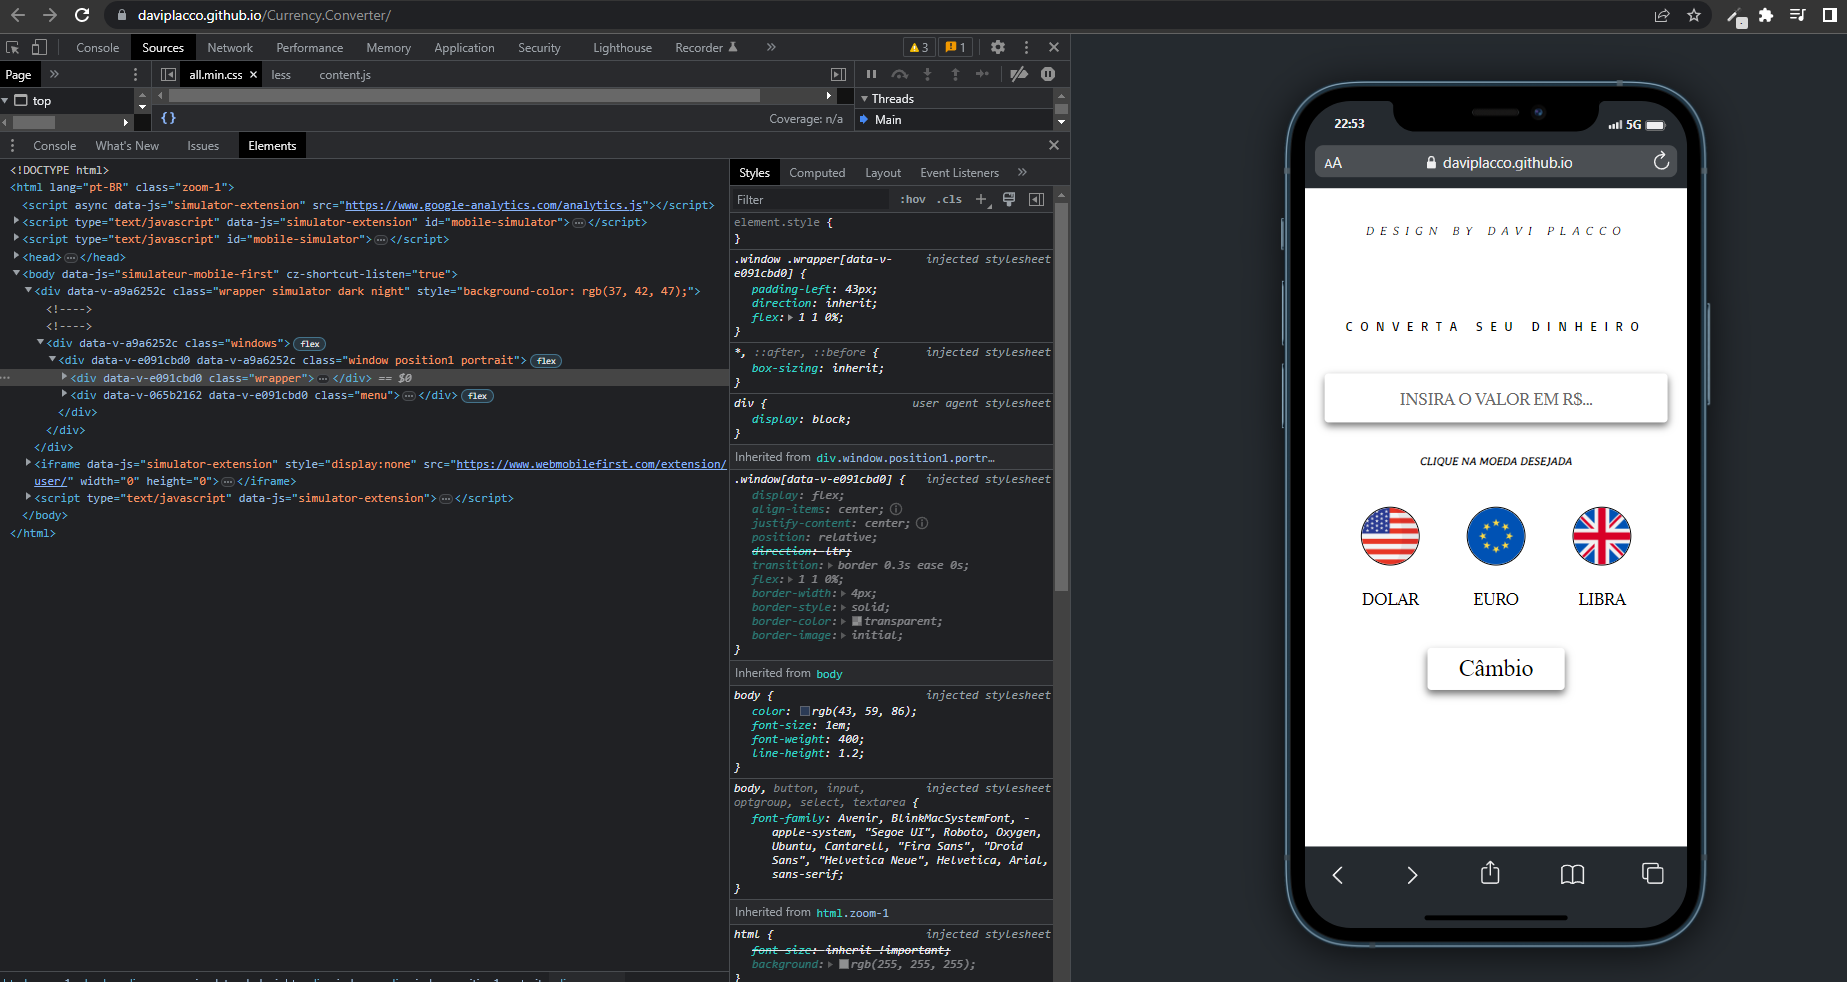 daviplacco.github.io/Currency.Converter/
Console Sources Network Performance Memory Application Security Lighthouse Recorder » 3 1
Page » all.min.css × less content.js
top
{} Coverage: n/a
Threads
Main
Console What's New Issues Elements
<!DOCTYPE html>
<html lang="pt-BR" class="zoom-1">
<script async data-js="simulator-extension" src="https://www.google-analytics.com/analytics.js"></script>
<script type="text/javascript" data-js="simulator-extension" id="mobile-simulator">…</script>
<script type="text/javascript" id="mobile-simulator">…</script>
<head>…</head>
<body data-js="simulateur-mobile-first" cz-shortcut-listen="true">
<div data-v-a9a6252c class="wrapper simulator dark night" style="background-color: rgb(37, 42, 47);">
<!---->
<!---->
<div data-v-a9a6252c class="windows"> flex
<div data-v-e091cbd0 data-v-a9a6252c class="window position1 portrait"> flex
<div data-v-e091cbd0 class="wrapper">…</div> == $0
<div data-v-065b2162 data-v-e091cbd0 class="menu">…</div> flex
</div>
</div>
</div>
<iframe data-js="simulator-extension" style="display:none" src="https://www.webmobilefirst.com/extension/
user/" width="0" height="0">…</iframe>
<script type="text/javascript" data-js="simulator-extension">…</script>
</body>
</html>
Styles Computed Layout Event Listeners »
Filter :hov .cls +
element.style {
}
.window .wrapper[data-v- injected stylesheet
e091cbd0] {
padding-left: 43px;
direction: inherit;
flex: 1 1 0%;
}
*, ::after, ::before { injected stylesheet
box-sizing: inherit;
}
div { user agent stylesheet
display: block;
}
Inherited from div.window.position1.portr…
.window[data-v-e091cbd0] { injected stylesheet
display: flex;
align-items: center;
justify-content: center;
position: relative;
direction: ltr;
transition: border 0.3s ease 0s;
flex: 1 1 0%;
border-width: 4px;
border-style: solid;
border-color: transparent;
border-image: initial;
}
Inherited from body
body { injected stylesheet
color: rgb(43, 59, 86);
font-size: 1em;
font-weight: 400;
line-height: 1.2;
}
body, button, input, injected stylesheet
optgroup, select, textarea {
font-family: Avenir, BlinkMacSystemFont, -
apple-system, "Segoe UI", Roboto, Oxygen,
Ubuntu, Cantarell, "Fira Sans", "Droid
Sans", "Helvetica Neue", Helvetica, Arial,
sans-serif;
}
Inherited from html.zoom-1
html { injected stylesheet
font-size: inherit !important;
background: rgb(255, 255, 255);
}
22:53 5G
AA daviplacco.github.io
DESIGN BY DAVI PLACCO
CONVERTA SEU DINHEIRO
INSIRA O VALOR EM R$...
CLIQUE NA MOEDA DESEJADA
DOLAR EURO LIBRA
Câmbio